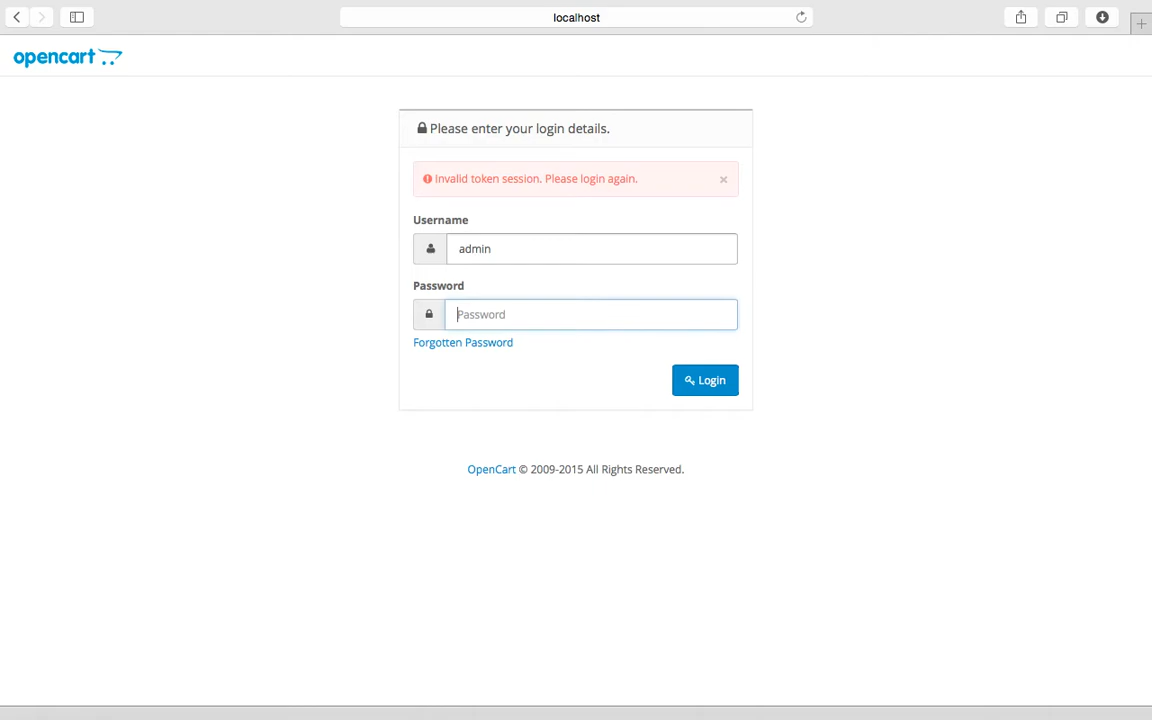 localhost
opencart
Please enter your login details.
Invalid token session. Please login again.
Username
admin
Password
Password
Forgotten Password
Login
OpenCart © 2009-2015 All Rights Reserved.